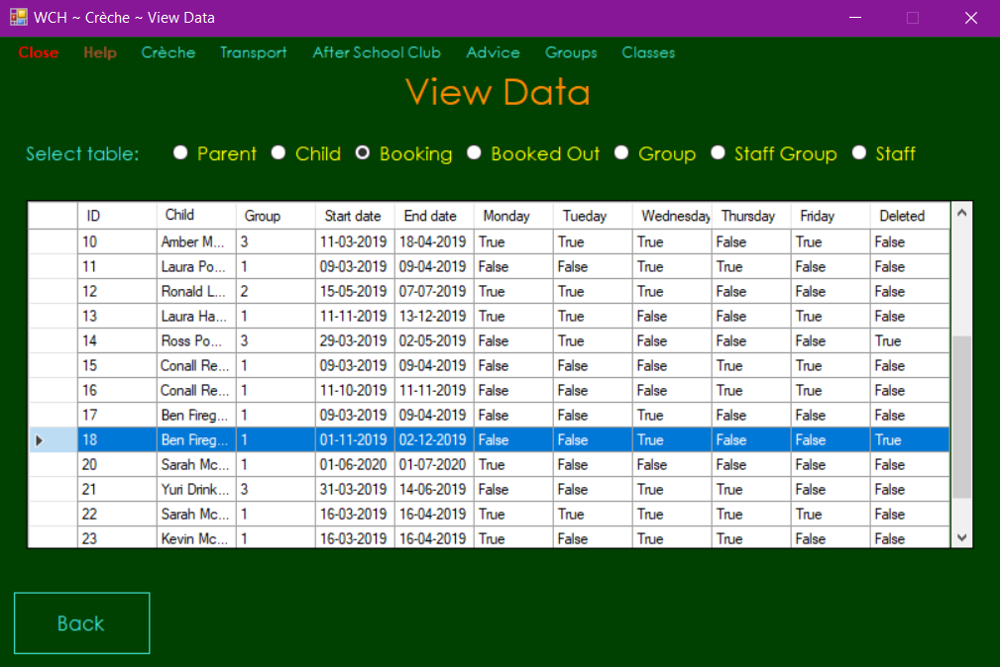 WCH ~ Crèche ~ View Data
Close Help Crèche Transport After School Club Advice Groups Classes
View Data
Select table: Parent Child Booking Booked Out Group Staff Group Staff
ID Child Group Start date End date Monday Tueday Wednesday Thursday Friday Deleted
10 Amber M... 3 11-03-2019 18-04-2019 True True True False True False
11 Laura Po... 1 09-03-2019 09-04-2019 False False True True False False
12 Ronald L... 2 15-05-2019 07-07-2019 True True True False False False
13 Laura Ha... 1 11-11-2019 13-12-2019 True True False False True False
14 Ross Po... 3 29-03-2019 02-05-2019 False True False False False True
15 Conall Re... 1 09-03-2019 09-04-2019 False False False True True False
16 Conall Re... 1 11-10-2019 11-11-2019 False False False True True False
17 Ben Fireg... 1 09-03-2019 09-04-2019 False False True False False False
18 Ben Fireg... 1 01-11-2019 02-12-2019 False False True False False True
20 Sarah Mc... 1 01-06-2020 01-07-2020 True False False False False False
21 Yuri Drink... 3 31-03-2019 14-06-2019 False False True True False False
22 Sarah Mc... 1 16-03-2019 16-04-2019 True True True True True False
23 Kevin Mc... 1 16-03-2019 16-04-2019 True False True True False False
Back